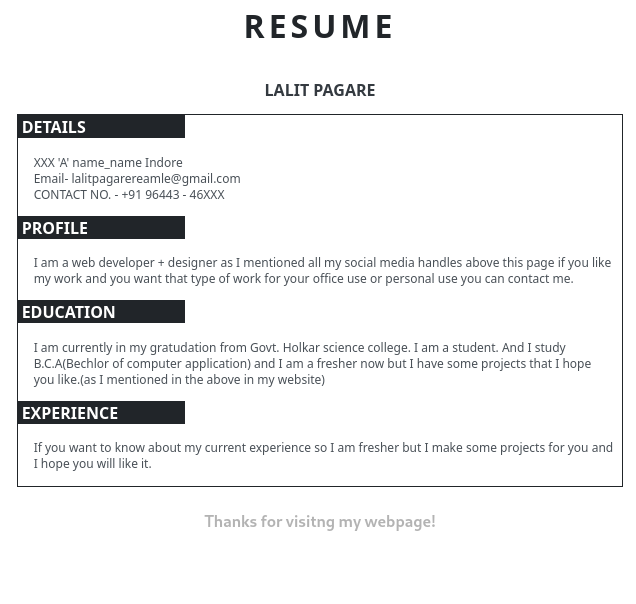 RESUME
LALIT PAGARE
DETAILS
XXX 'A' name_name Indore
Email- lalitpagarereamle@gmail.com
CONTACT NO. - +91 96443 - 46XXX
PROFILE
I am a web developer + designer as I mentioned all my social media handles above this page if you like
my work and you want that type of work for your office use or personal use you can contact me.
EDUCATION
I am currently in my gratudation from Govt. Holkar science college. I am a student. And I study
B.C.A(Bechlor of computer application) and I am a fresher now but I have some projects that I hope
you like.(as I mentioned in the above in my website)
EXPERIENCE
If you want to know about my current experience so I am fresher but I make some projects for you and
I hope you will like it.
Thanks for visitng my webpage!